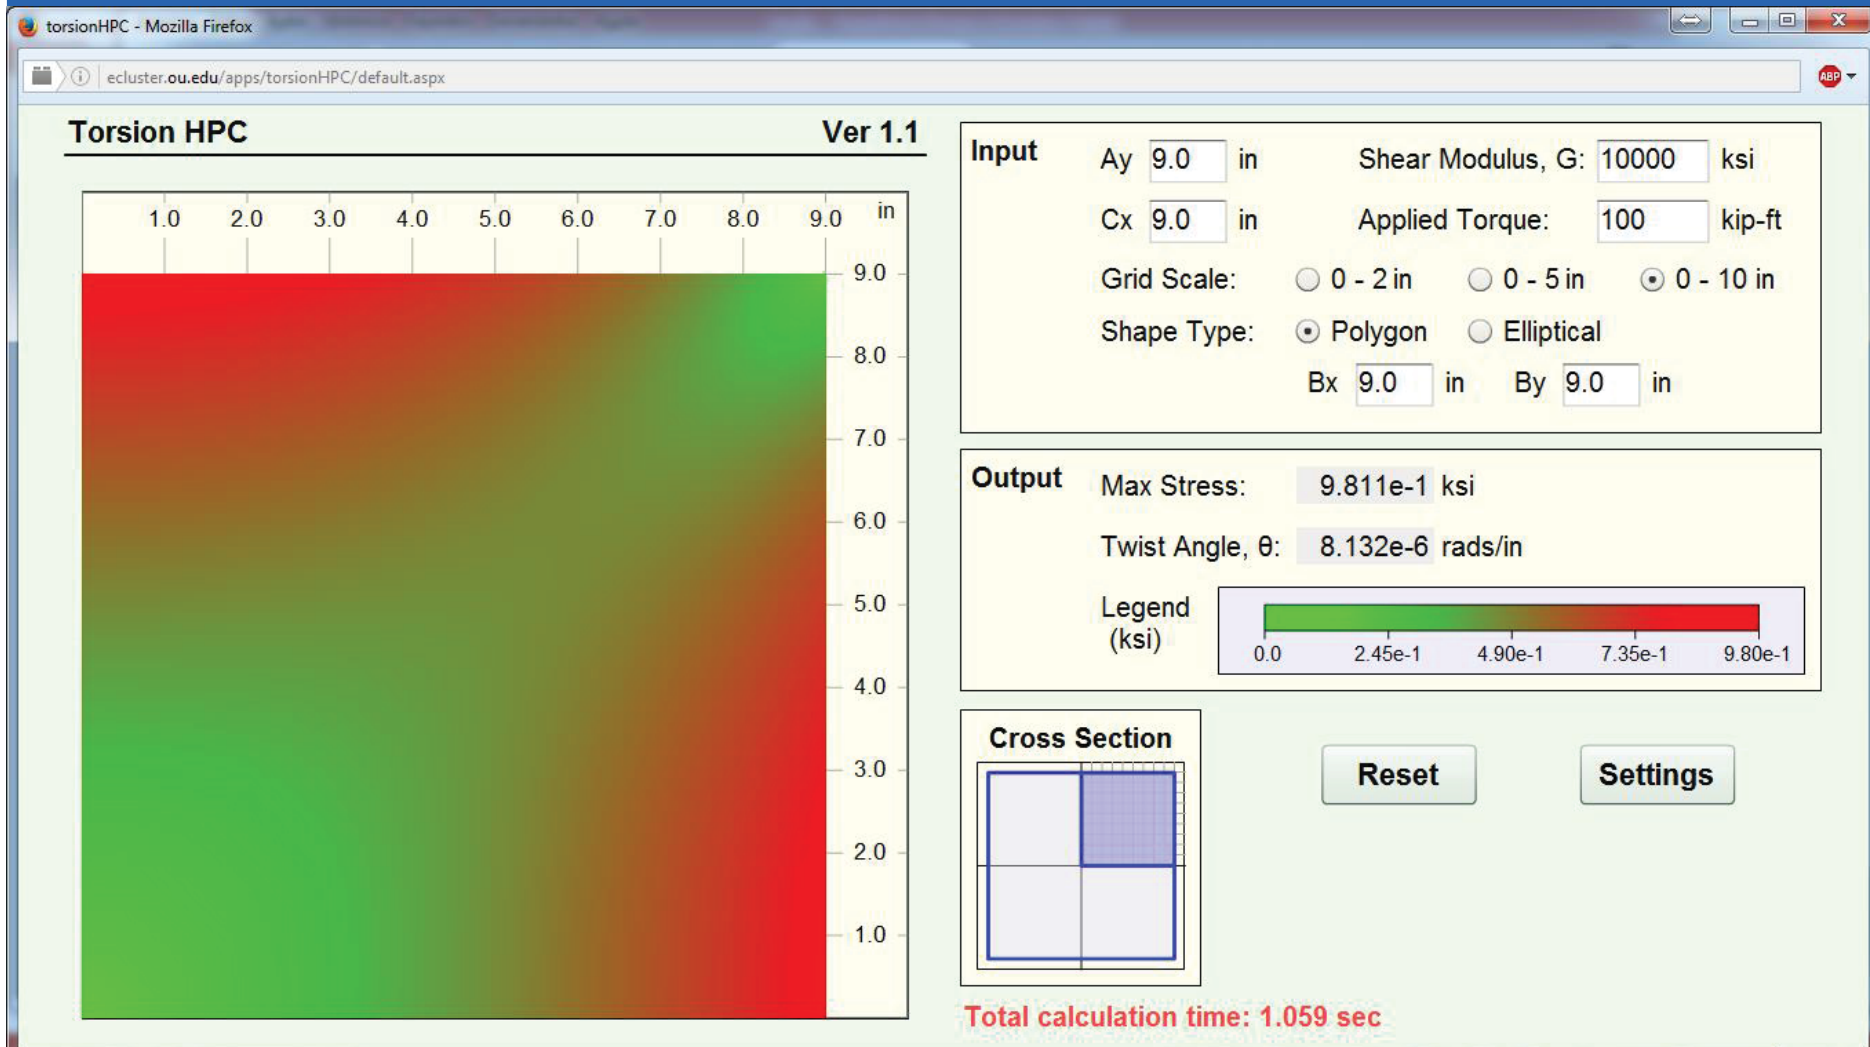 torsionHPC - Mozilla Firefox
ecluster.ou.edu/apps/torsionHPC/default.aspx
ABP
Torsion HPC Ver 1.1
1.0 2.0 3.0 4.0 5.0 6.0 7.0 8.0 9.0 in
9.0
8.0
7.0
6.0
5.0
4.0
3.0
2.0
1.0
Input Ay 9.0 in Shear Modulus, G: 10000 ksi
Cx 9.0 in Applied Torque: 100 kip-ft
Grid Scale: 0 - 2 in 0 - 5 in 0 - 10 in
Shape Type: Polygon Elliptical
Bx 9.0 in By 9.0 in
Output Max Stress: 9.811e-1 ksi
Twist Angle, θ: 8.132e-6 rads/in
Legend
(ksi)
0.0 2.45e-1 4.90e-1 7.35e-1 9.80e-1
Cross Section
Reset Settings
Total calculation time: 1.059 sec